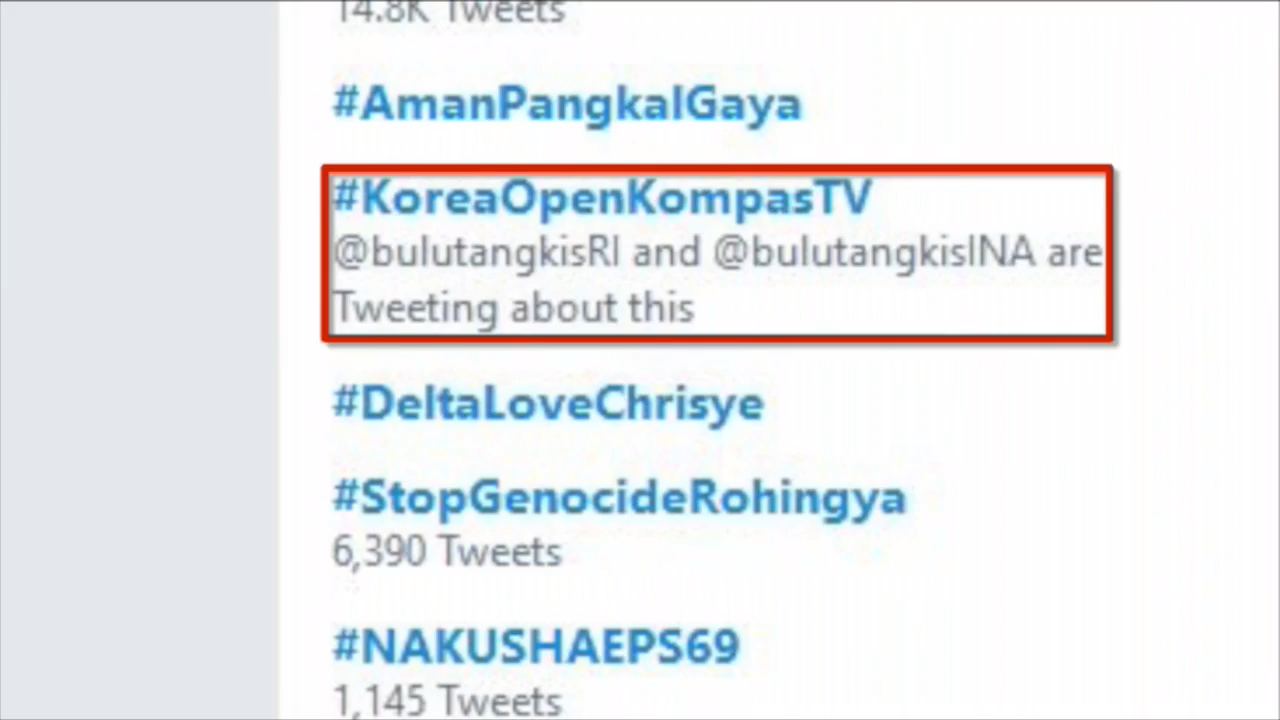 14.8K Tweets
#AmanPangkalGaya
#KoreaOpenKompasTV
@bulutangkisRI and @bulutangkisINA are
Tweeting about this
#DeltaLoveChrisye
#StopGenocideRohingya
6,390 Tweets
#NAKUSHAEPS69
1,145 Tweets